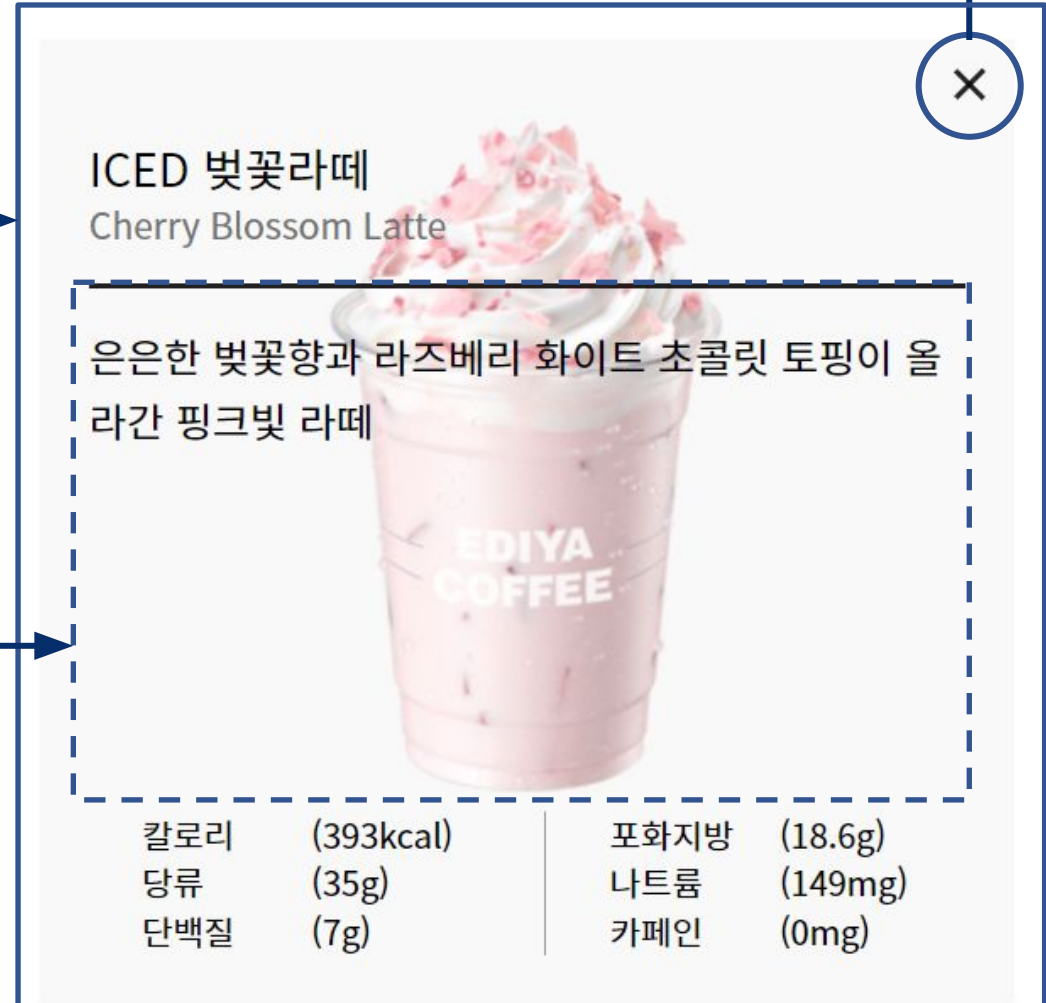 ICED 벚꽃라떼
Cherry Blossom Latte
은은한 벚꽃향과 라즈베리 화이트 초콜릿 토핑이 올
라간 핑크빛 라떼
EDIYA
COFFEE
칼로리 (393kcal)
당류 (35g)
단백질 (7g)
포화지방 (18.6g)
나트륨 (149mg)
카페인 (0mg)